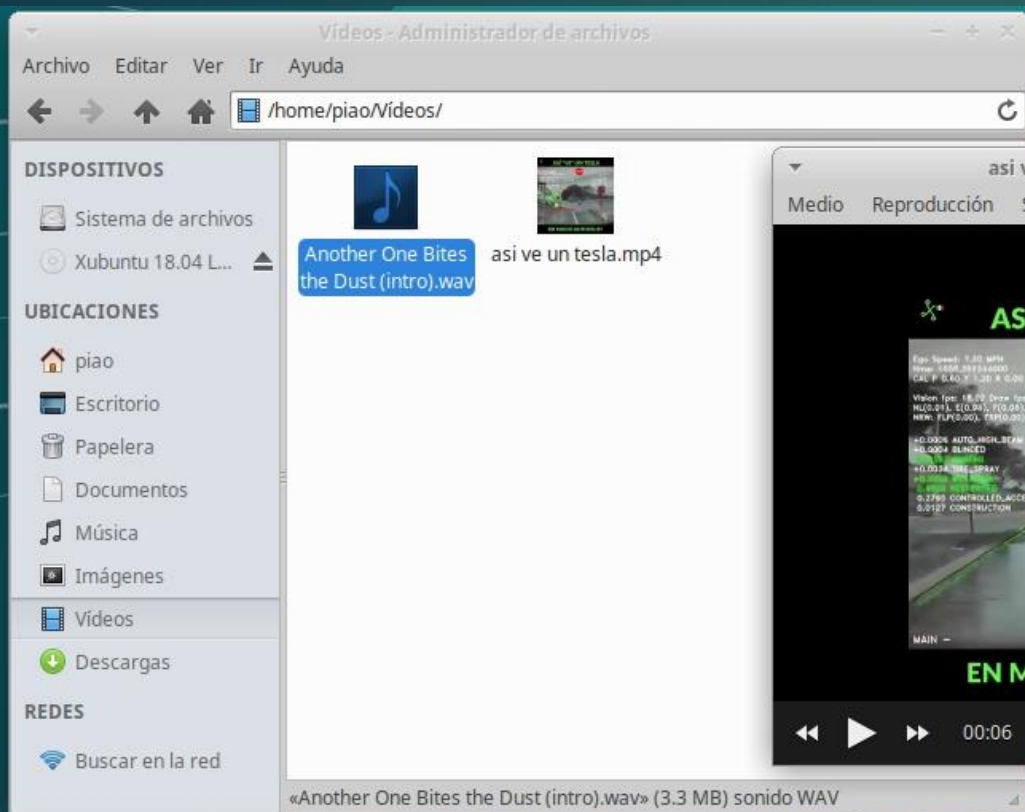 Vídeos - Administrador de archivos
Archivo Editar Ver Ir Ayuda
/home/piao/Vídeos/
DISPOSITIVOS
Sistema de archivos
Xubuntu 18.04 L...
UBICACIONES
piao
Escritorio
Papelera
Documentos
Música
Imágenes
Vídeos
Descargas
REDES
Buscar en la red
Another One Bites
the Dust (intro).wav
asi ve un tesla.mp4
«Another One Bites the Dust (intro).wav» (3.3 MB) sonido WAV
asi v
Medio Reproducción
AS
MAIN –
EN M
00:06